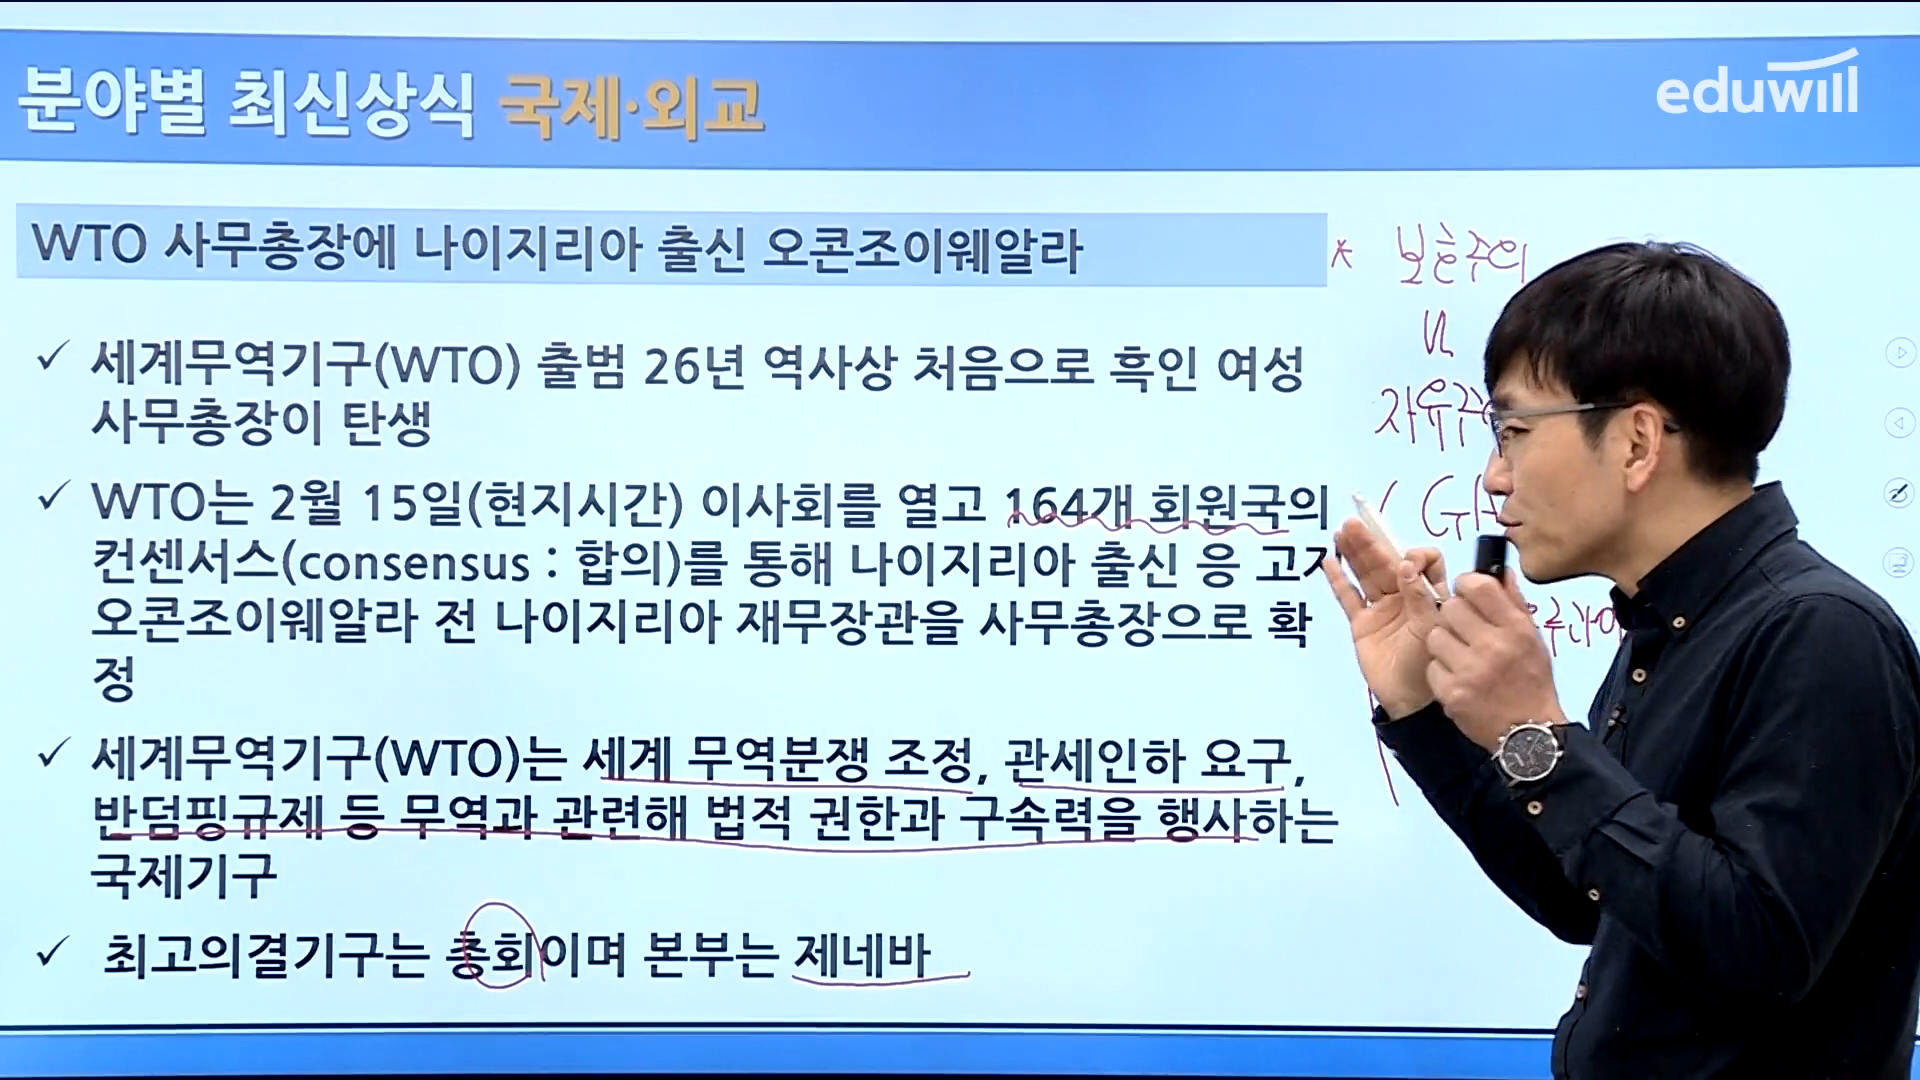 분야별 최신상식 국제·외교
eduwill
WTO 사무총장에 나이지리아 출신 오콘조이웨알라
* 보호주의
VS
✓ 세계무역기구(WTO) 출범 26년 역사상 처음으로 흑인 여성
사무총장이 탄생
자유주
✓ WTO는 2월 15일(현지시간) 이사회를 열고 164개 회원국의
컨센서스(consensus : 합의)를 통해 나이지리아 출신 응
오콘조이웨알라 전 나이지리아 재무장관을 사무총장으로 확
정
✓ 세계무역기구(WTO)는 세계 무역분쟁 조정, 관세인하 요구,
반덤핑규제 등 무역과 관련해 법적 권한과 구속력을 행사하는
국제기구
✓ 최고의결기구는 총회이며 본부는 제네바